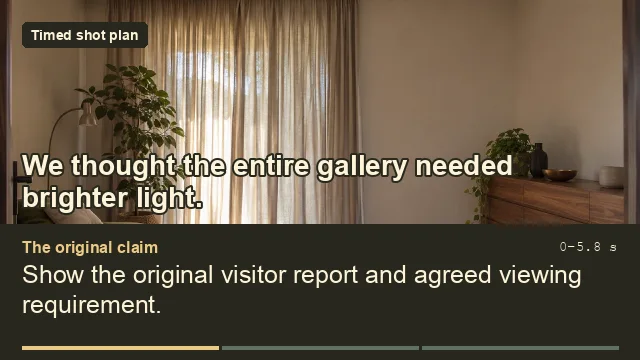 Timed shot plan
We thought the entire gallery needed
brighter light.
The original claim
0–5.8 s
Show the original visitor report and agreed viewing
requirement.